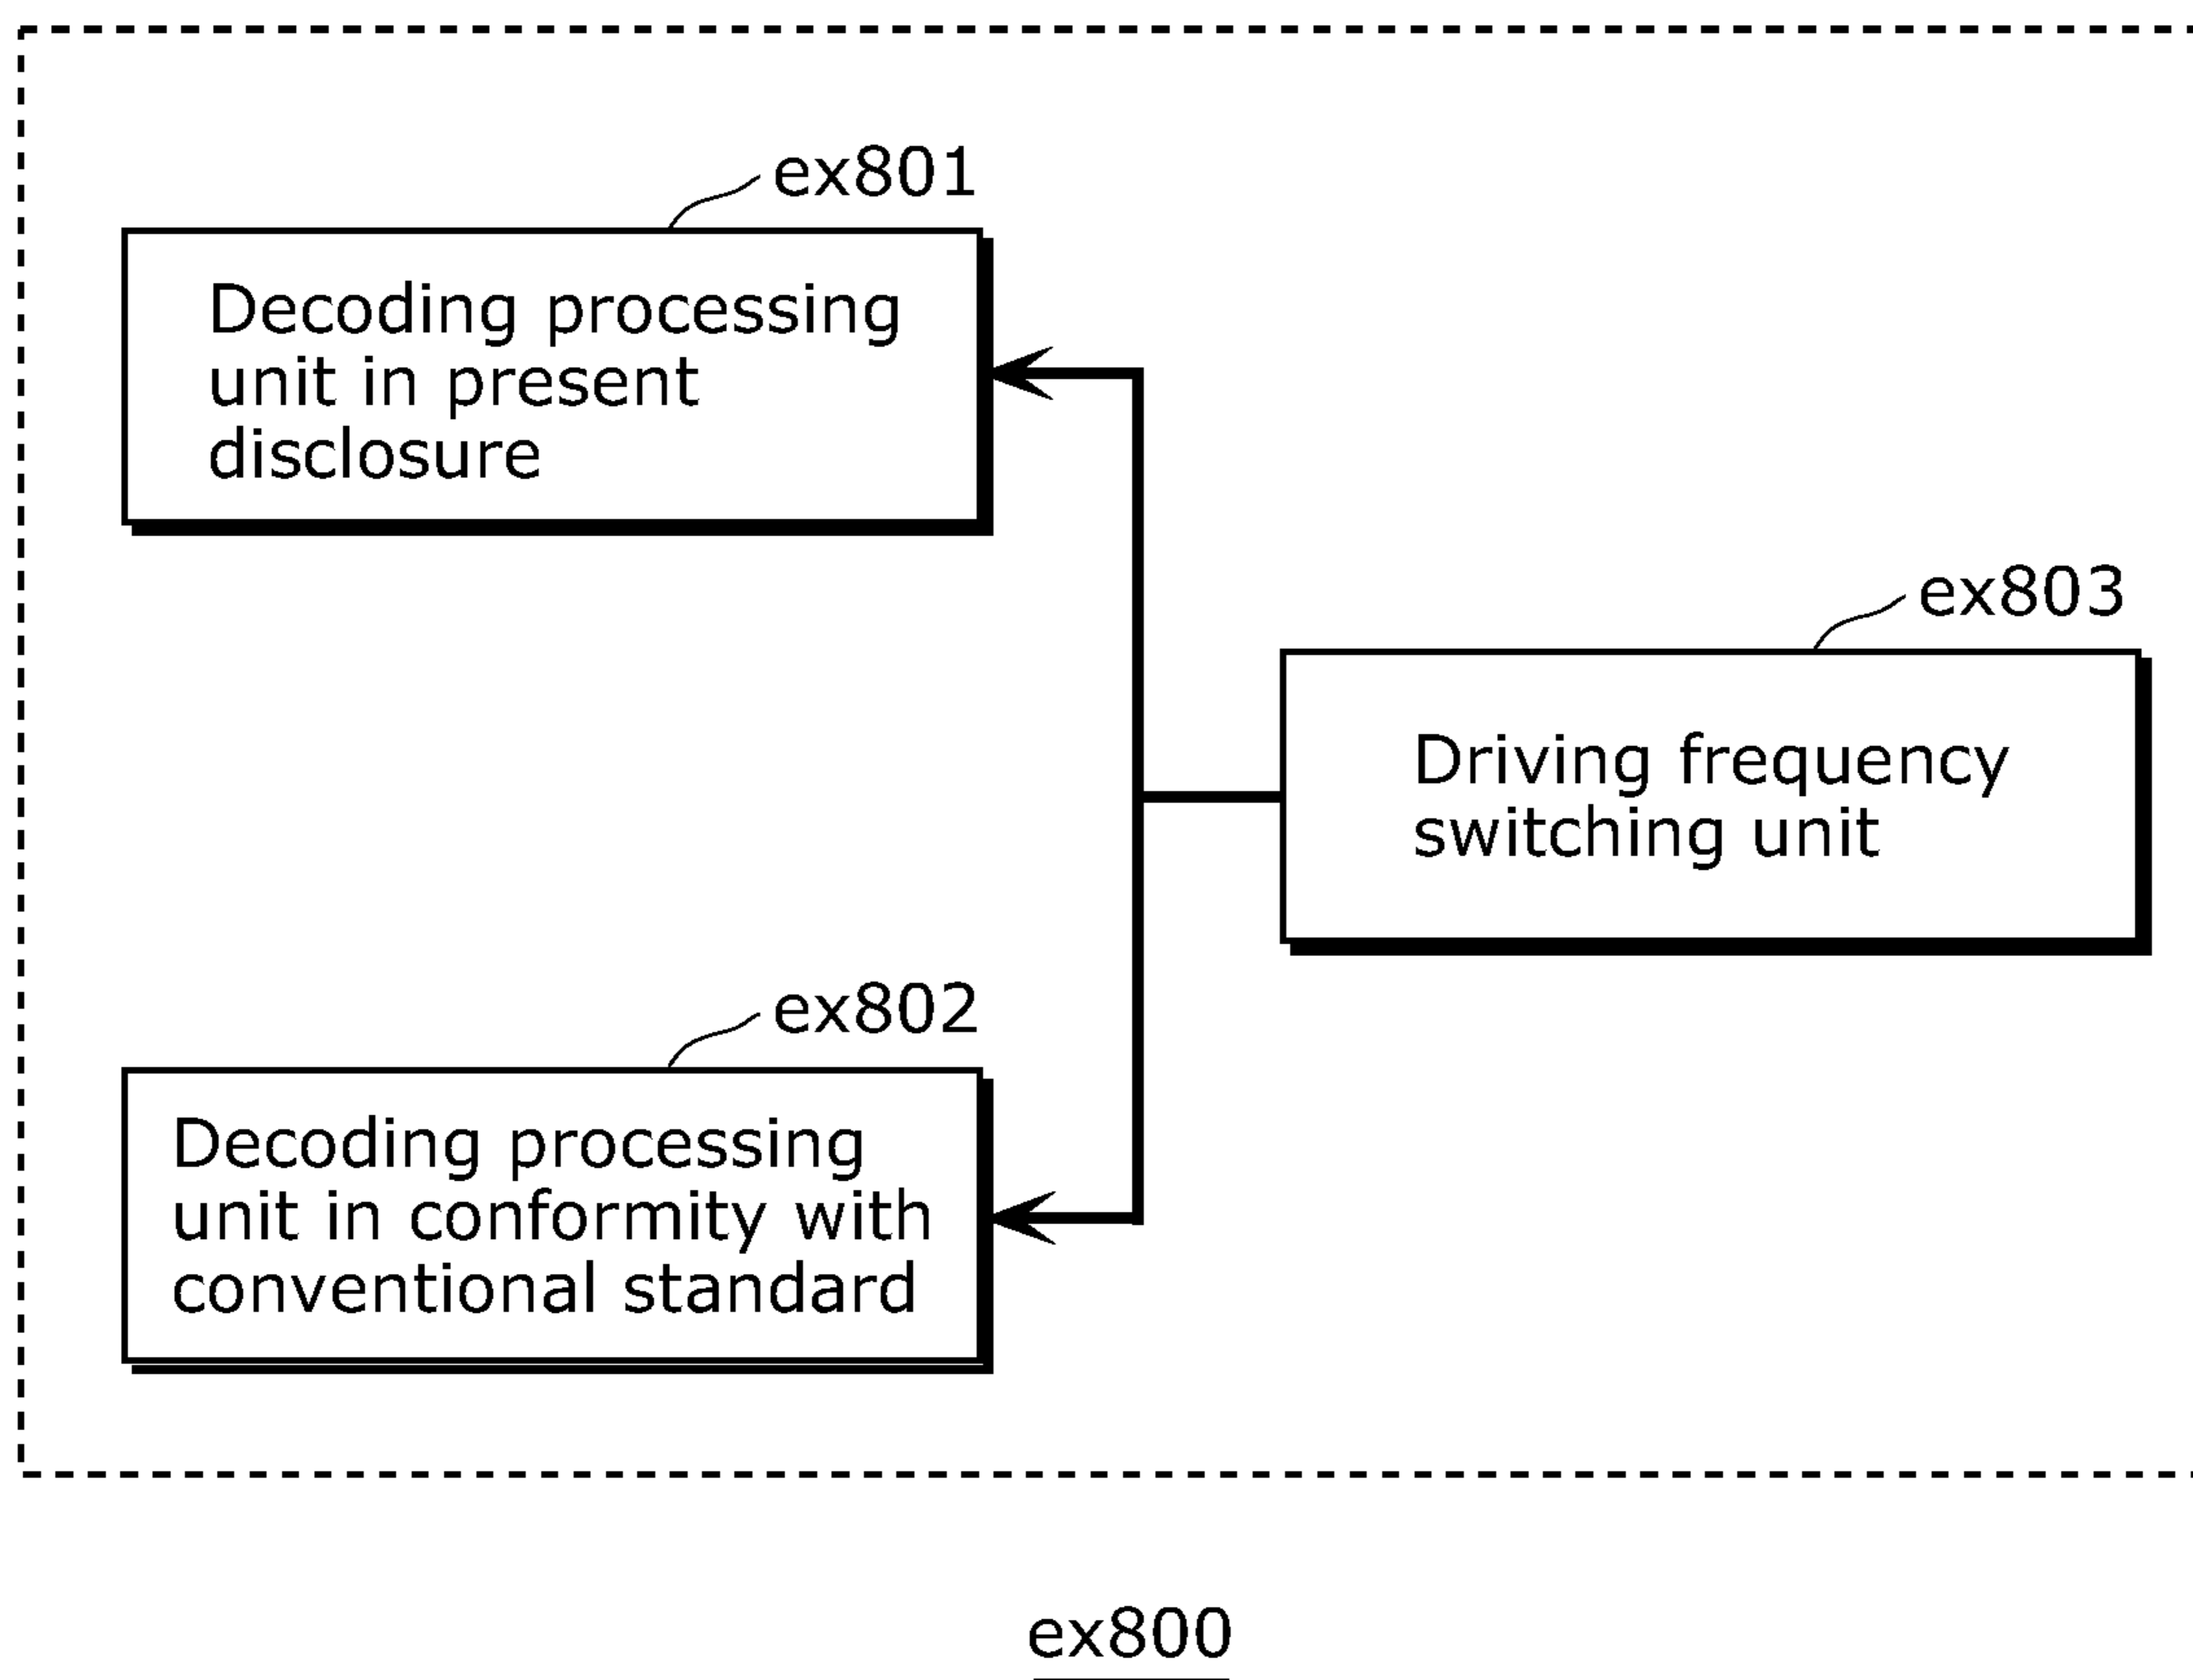 ex801
Decoding processing
unit in present
disclosure
ex803
Driving frequency
switching unit
ex802
Decoding processing
unit in conformity with
conventional standard
ex800